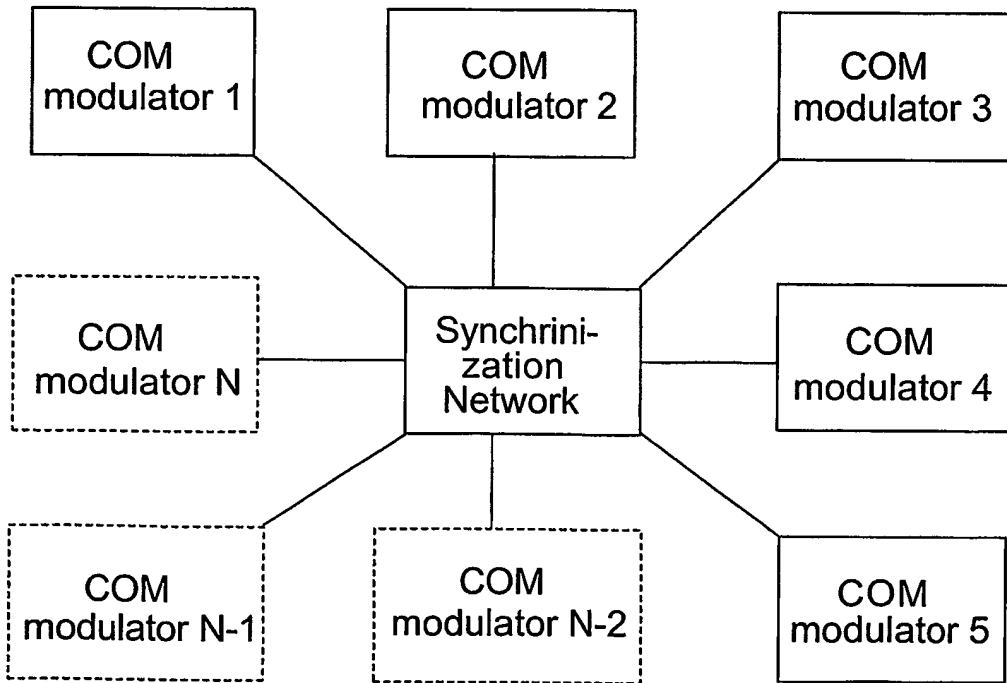 COM
modulator 1
COM
modulator 2
COM
modulator 3
COM
modulator N
Synchrini-
zation
Network
COM
modulator 4
COM
modulator N-1
COM
modulator N-2
COM
modulator 5